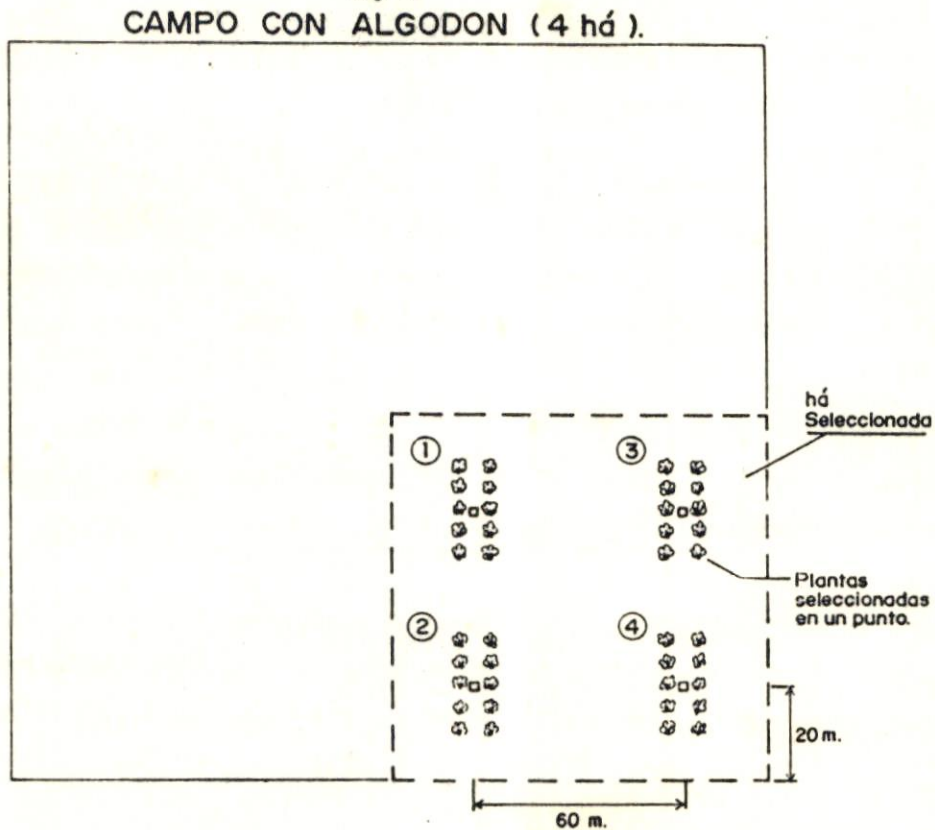 CAMPO CON ALGODON (4 há).
há
Seleccionada
1
3
Plantas
seleccionadas
en un punto.
2
4
20 m.
60 m.